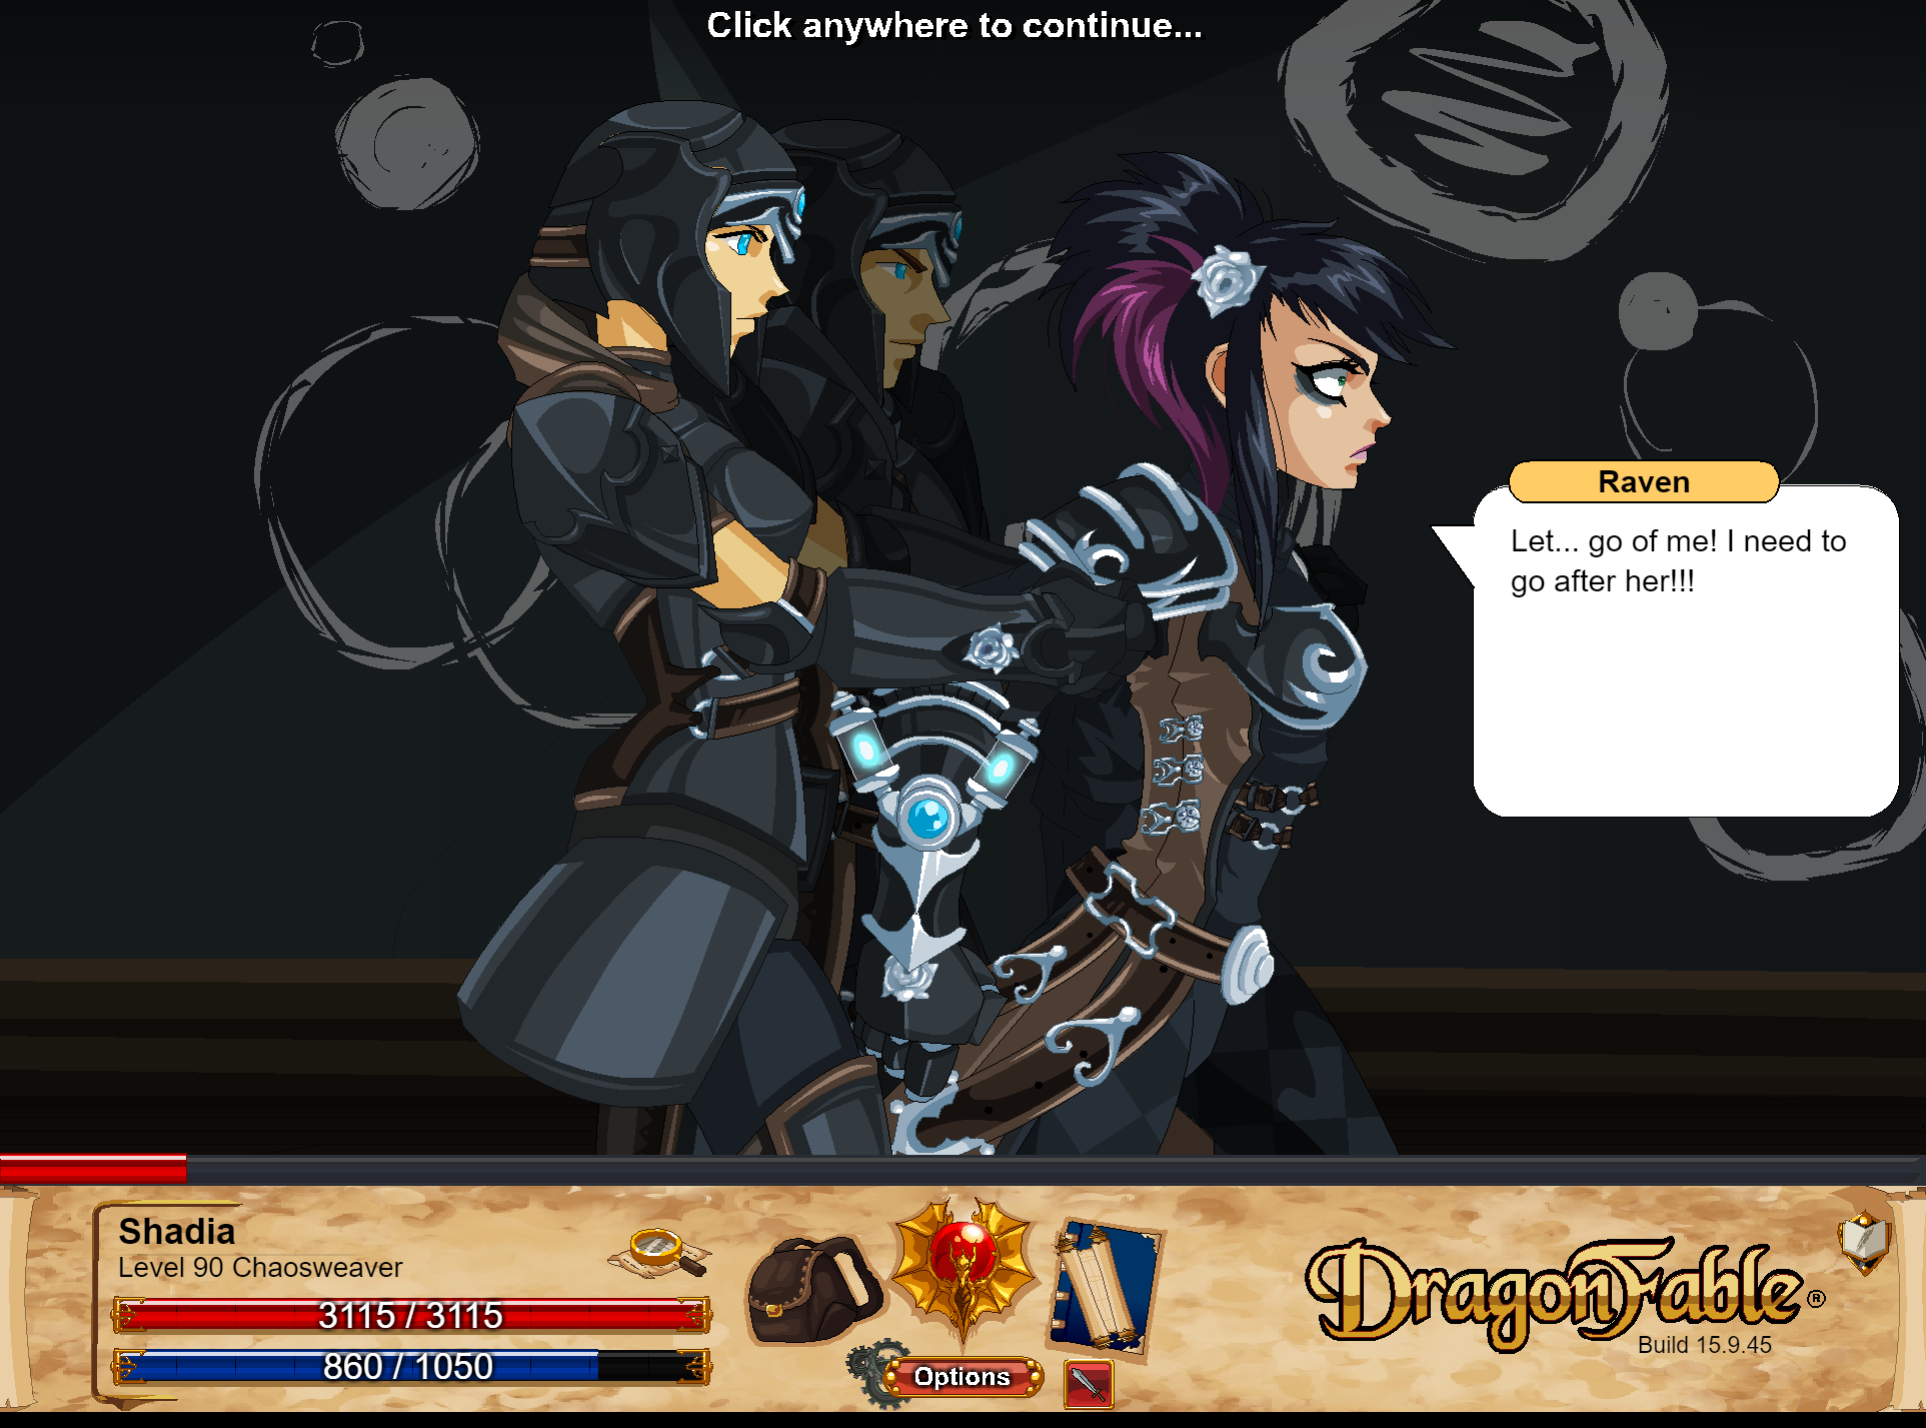 Click anywhere to continue...
Raven
Let... go of me! I need to
go after her!!!
Shadia
Level 90 Chaosweaver
3115 / 3115
860 / 1050
Options
DragonFable®
Build 15.9.45